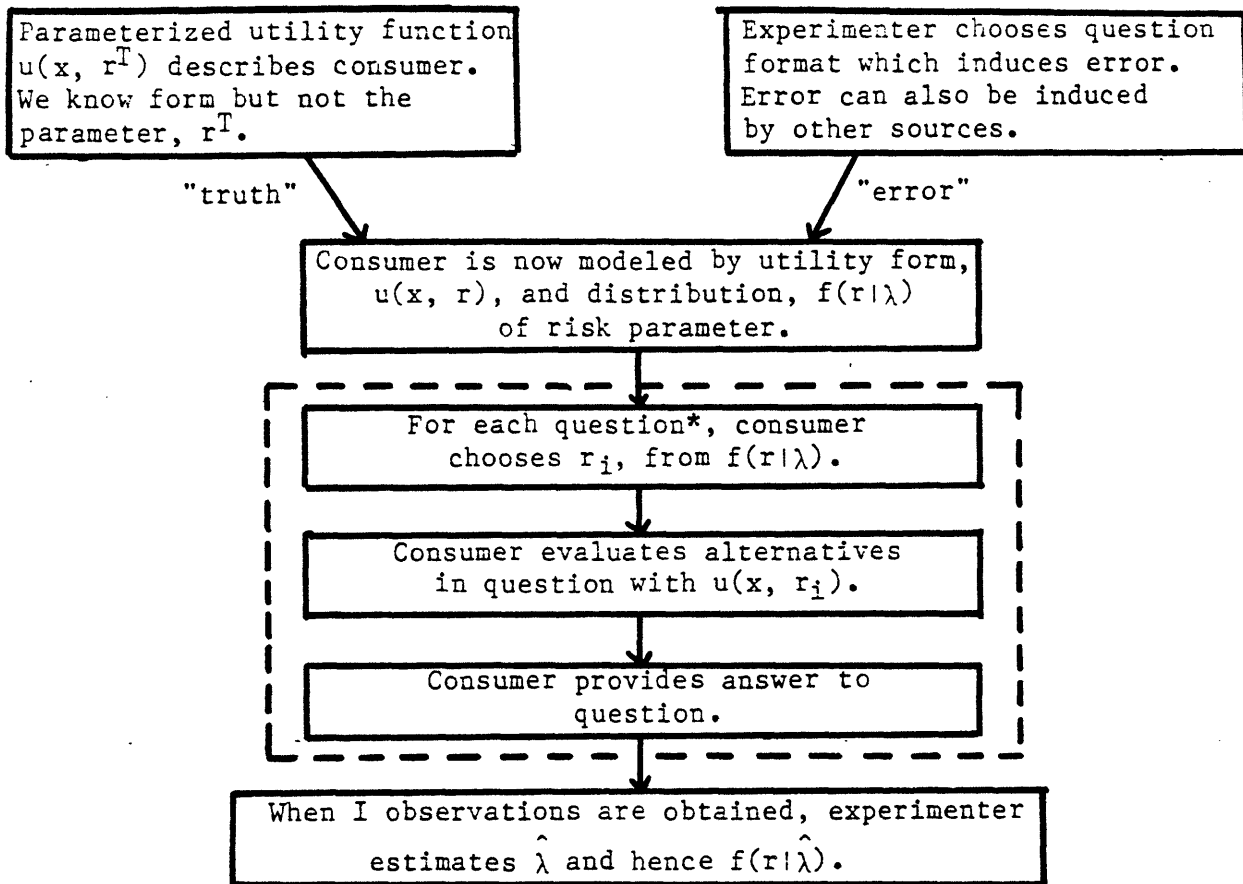 Parameterized utility function
u(x, r^T) describes consumer.
We know form but not the
parameter, r^T.
Experimenter chooses question
format which induces error.
Error can also be induced
by other sources.
"truth"
"error"
Consumer is now modeled by utility form,
u(x, r), and distribution, f(r|λ)
of risk parameter.
For each question*, consumer
chooses r_i, from f(r|λ).
Consumer evaluates alternatives
in question with u(x, r_i).
Consumer provides answer to
question.
When I observations are obtained, experimenter
estimates λ̂ and hence f(r|λ̂).